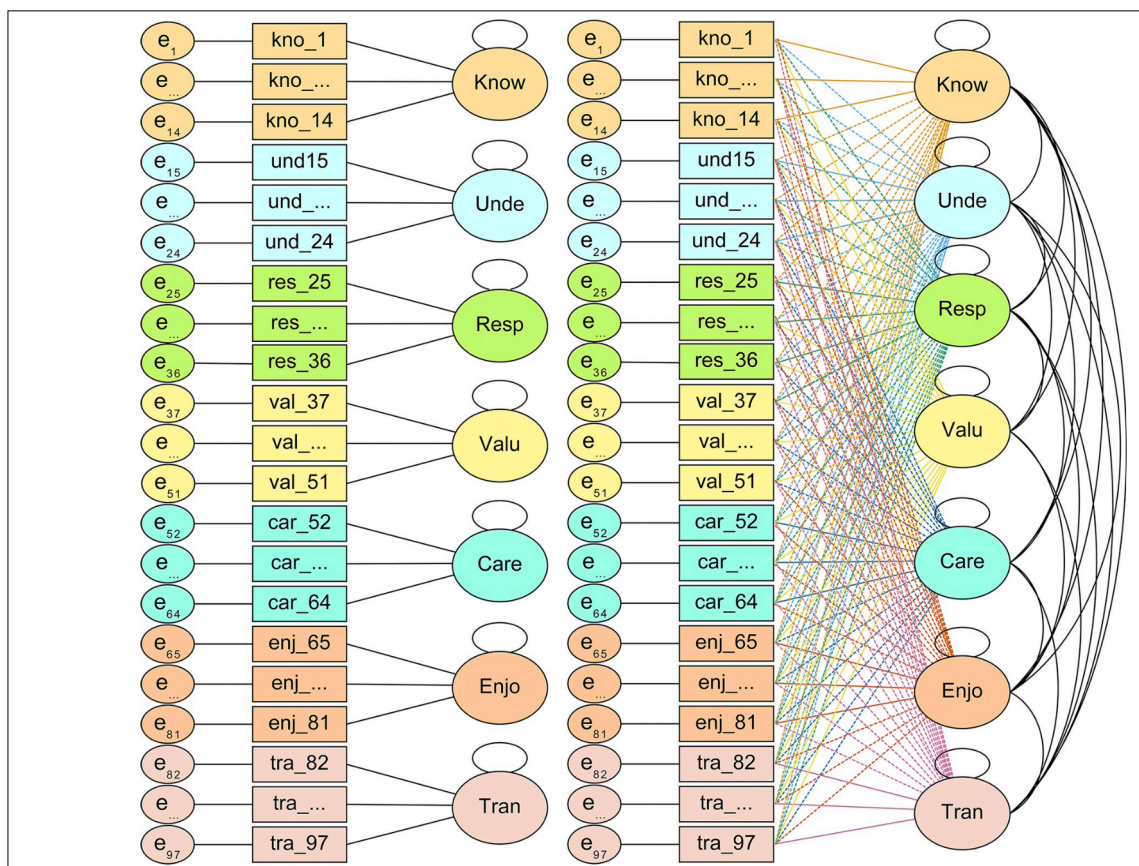 e1 kno_1 e1 kno_1
Know Know
e... kno_... e... kno_...
e14 kno_14 e14 kno_14
e15 und15 e15 und15
Unde Unde
e... und_... e... und_...
e24 und_24 e24 und_24
e25 res_25 e25 res_25
Resp Resp
e... res_... e... res_...
e36 res_36 e36 res_36
e37 val_37 e37 val_37
Valu Valu
e... val_... e... val_...
e51 val_51 e51 val_51
e52 car_52 e52 car_52
Care Care
e... car_... e... car_...
e64 car_64 e64 car_64
e65 enj_65 e65 enj_65
Enjo Enjo
e... enj_... e... enj_...
e81 enj_81 e81 enj_81
e82 tra_82 e82 tra_82
Tran Tran
e... tra_... e... tra_...
e97 tra_97 e97 tra_97